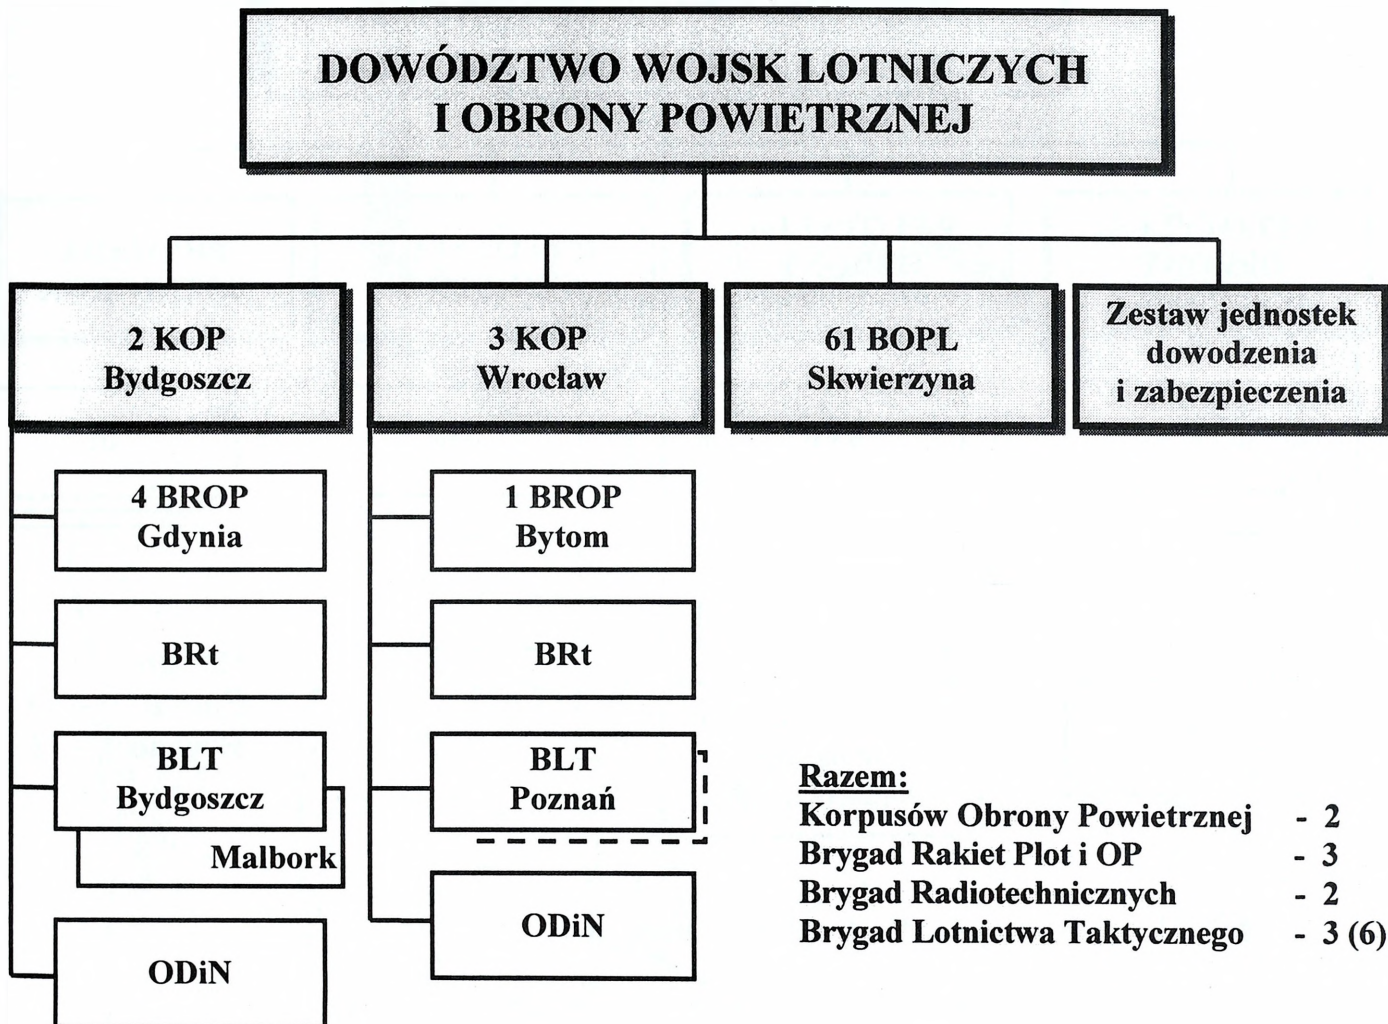 DOWÓDZTWO WOJSK LOTNICZYCH
I OBRONY POWIETRZNEJ
2 KOP
Bydgoszcz
3 KOP
Wrocław
61 BOPL
Skwierzyna
Zestaw jednostek
dowodzenia
i zabezpieczenia
4 BROP
Gdynia
1 BROP
Bytom
BRt
BRt
BLT
Bydgoszcz
Malbork
BLT
Poznań
ODiN
ODiN
Razem:
Korpusów Obrony Powietrznej - 2
Brygad Rakiet Plot i OP - 3
Brygad Radiotechnicznych - 2
Brygad Lotnictwa Taktycznego - 3 (6)